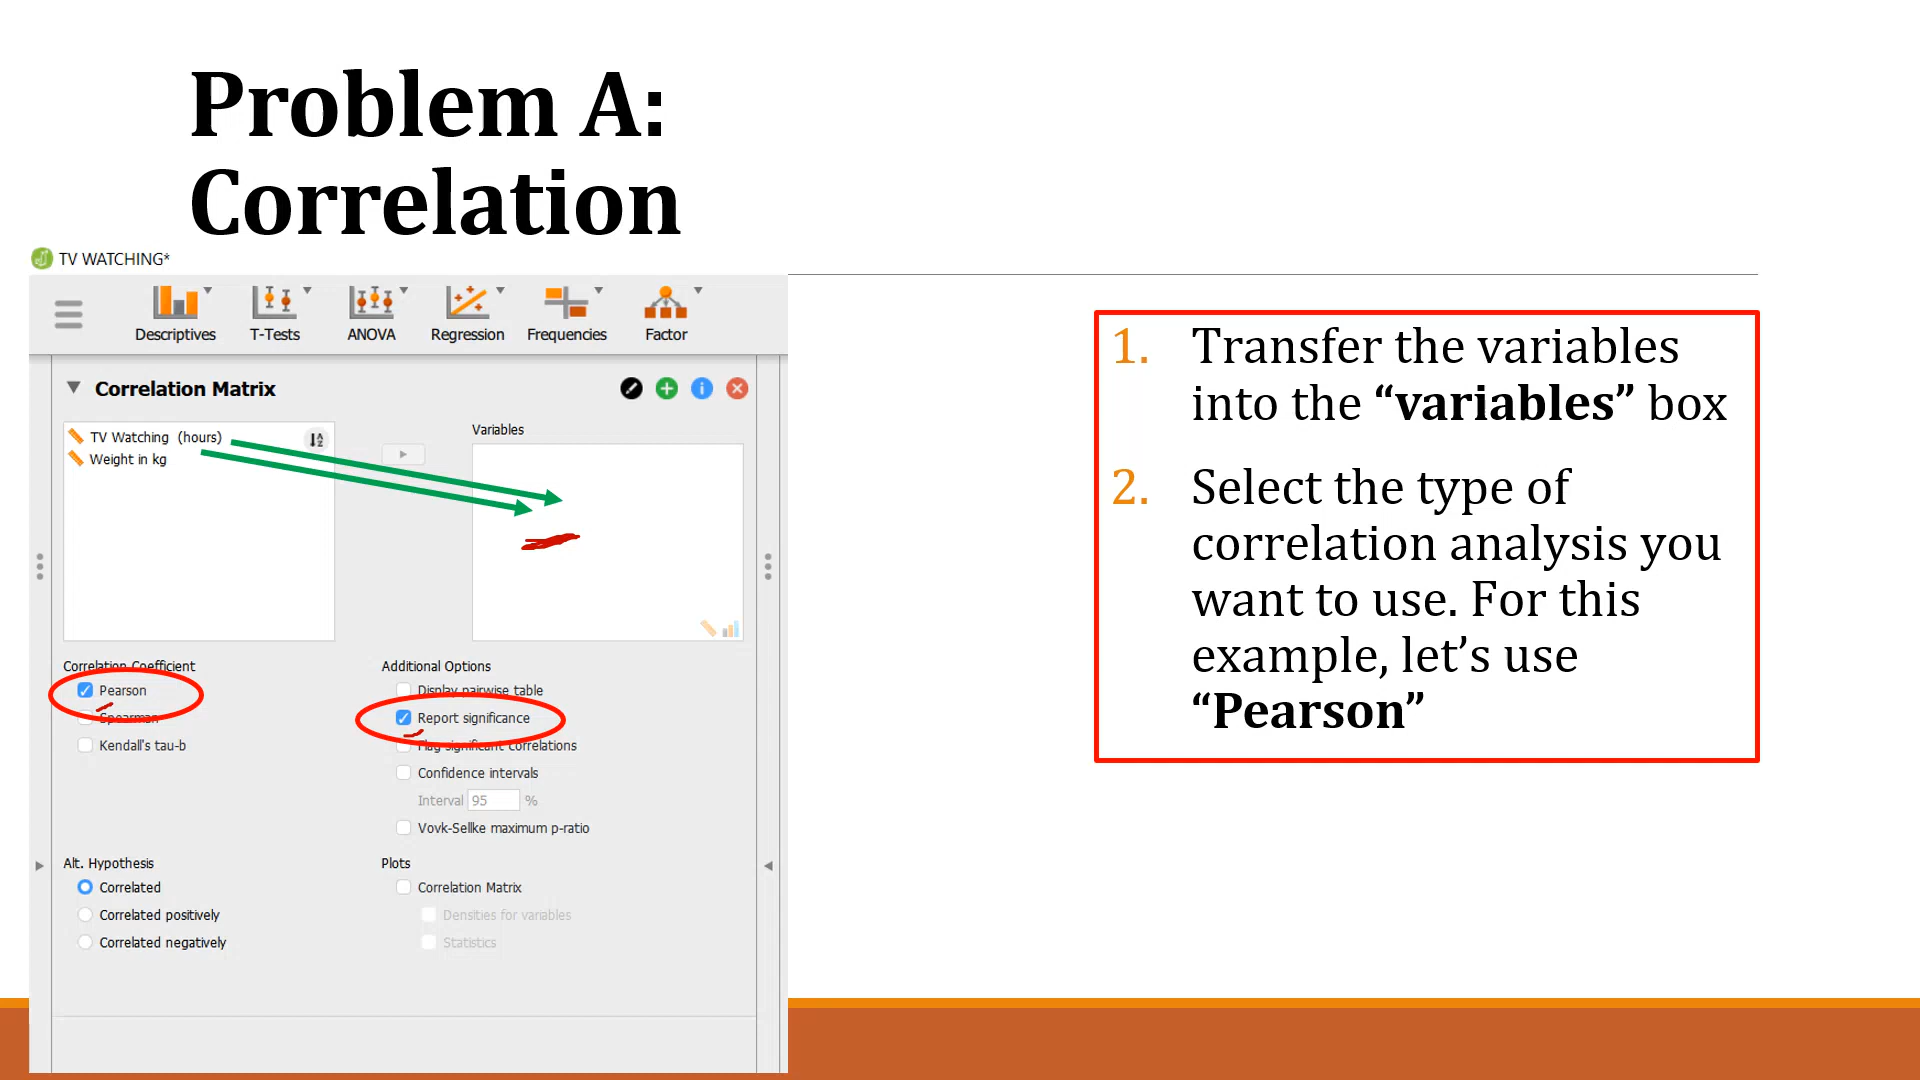 Problem A:
Correlation
TV WATCHING*
Descriptives T-Tests ANOVA Regression Frequencies Factor
Correlation Matrix
TV Watching (hours)
Weight in kg
Variables
Correlation Coefficient
Pearson
Spearman
Kendall's tau-b
Additional Options
Display pairwise table
Report significance
Flag significant correlations
Confidence intervals
Interval 95 %
Vovk-Sellke maximum p-ratio
Alt. Hypothesis
Correlated
Correlated positively
Correlated negatively
Plots
Correlation Matrix
Densities for variables
Statistics
1. Transfer the variables
into the “variables” box
2. Select the type of
correlation analysis you
want to use. For this
example, let’s use
“Pearson”